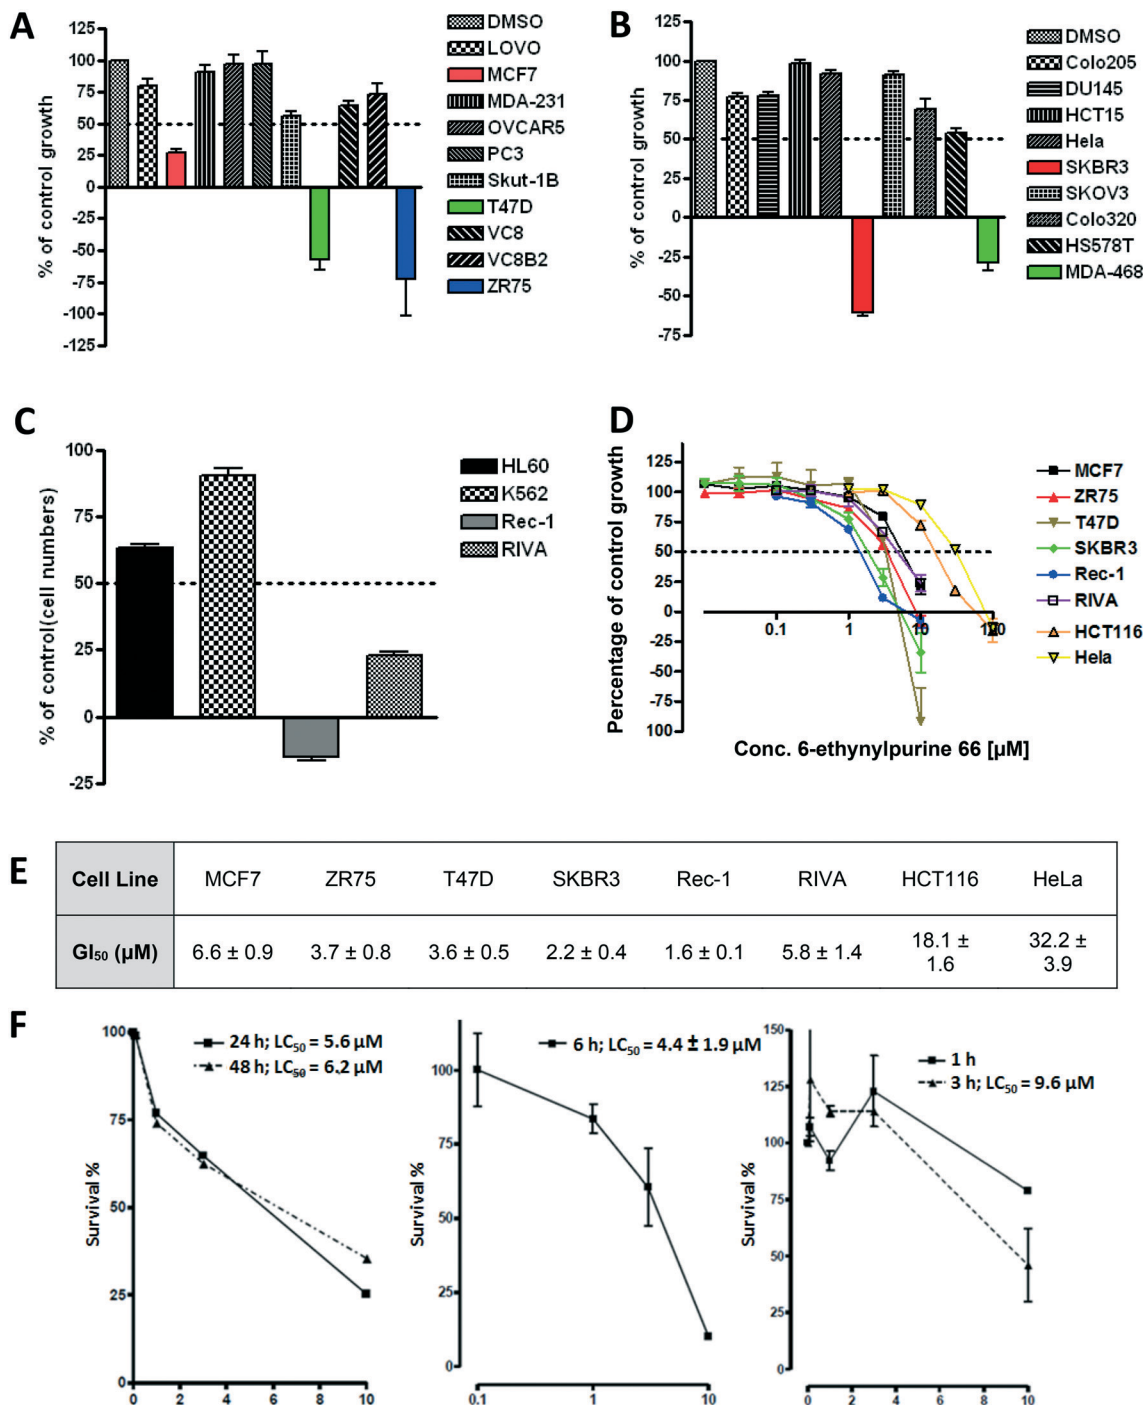 A
% of control growth
125
100
75
50
25
0
-25
-50
-75
-100
-125
DMSO
LOVO
MCF7
MDA-231
OVCAR5
PC3
Skut-1B
T47D
VC8
VC8B2
ZR75
B
% of control growth
125
100
75
50
25
0
-25
-50
-75
DMSO
Colo205
DU145
HCT15
Hela
SKBR3
SKOV3
Colo320
HS578T
MDA-468
C
% of control(cell numbers)
100
75
50
25
0
-25
HL60
K562
Rec-1
RIVA
D
Percentage of control growth
125
100
75
50
25
0
-25
-50
-75
100
0.1
1
10
100
Conc. 6-ethynylpurine 66 [µM]
MCF7
ZR75
T47D
SKBR3
Rec-1
RIVA
HCT116
Hela
E
Cell Line MCF7 ZR75 T47D SKBR3 Rec-1 RIVA HCT116 HeLa
GI₅₀ (µM) 6.6 ± 0.9 3.7 ± 0.8 3.6 ± 0.5 2.2 ± 0.4 1.6 ± 0.1 5.8 ± 1.4 18.1 ± 1.6 32.2 ± 3.9
F
Survival %
100
75
50
25
0
0 2 4 6 8 10
24 h; LC₅₀ = 5.6 µM
48 h; LC₅₀ = 6.2 µM
Survival %
100
75
50
25
0
0.1 1 10
6 h; LC₅₀ = 4.4 ± 1.9 µM
Survival %
150
125
100
75
50
25
0
0 2 4 6 8 10
1 h
3 h; LC₅₀ = 9.6 µM